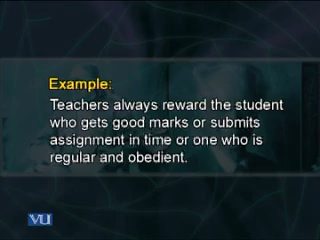 Example:
Teachers always reward the student
who gets good marks or submits
assignment in time or one who is
regular and obedient.
VU